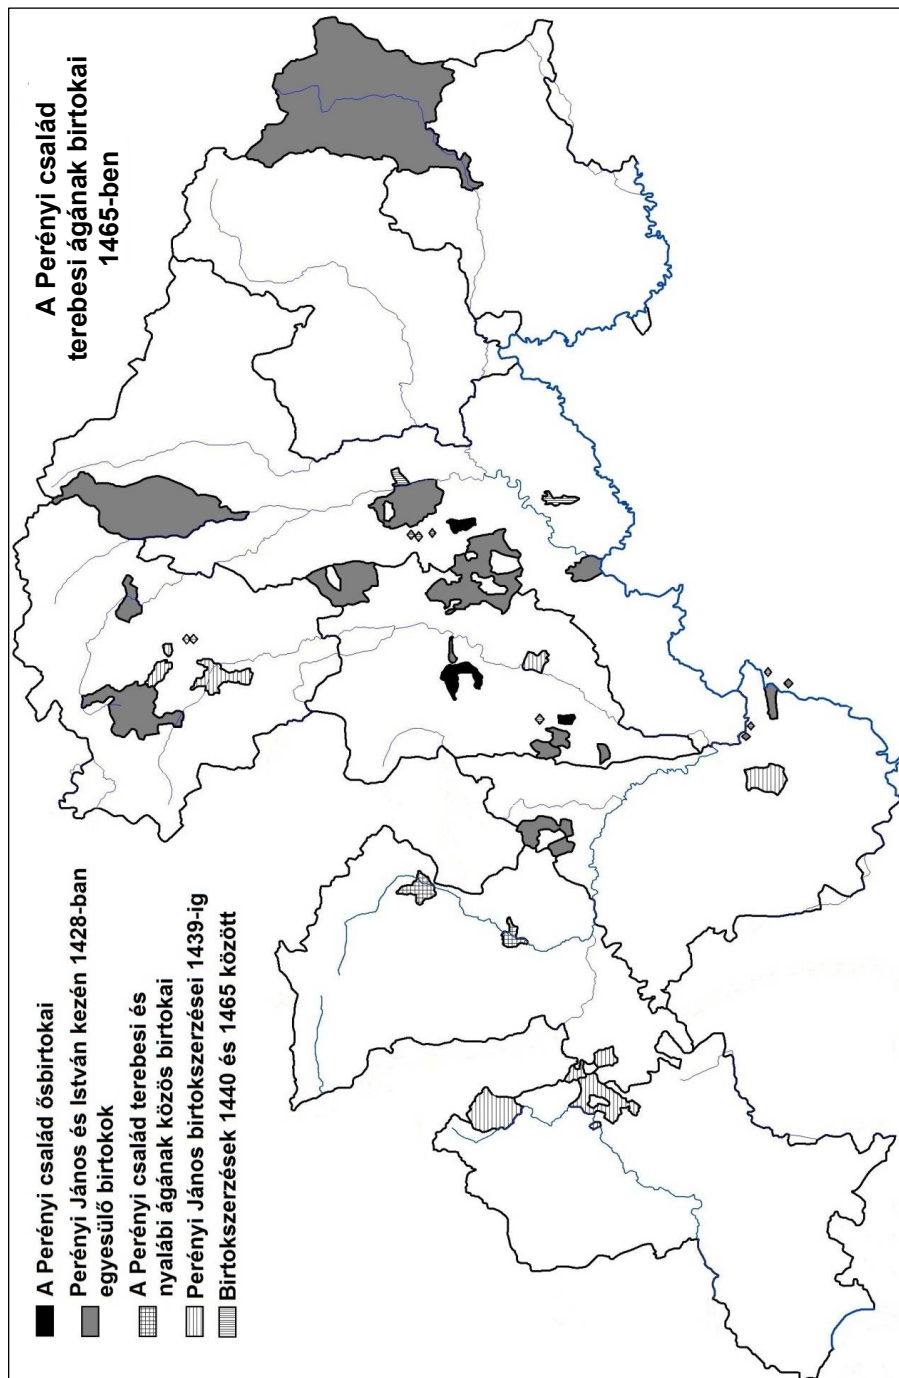 A Perényi család
terebesi ágának birtokai
1465-ben
A Perényi család ősbirtokai
Perényi János és István kezén 1428-ban
egyesülő birtokok
A Perényi család terebesi és
nyalábi ágának közös birtokai
Perényi János birtokszerzései 1439-ig
Birtokszerzések 1440 és 1465 között